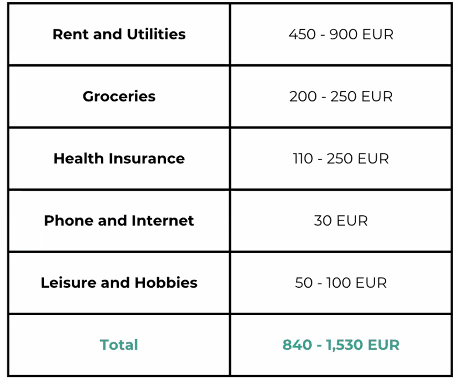 Rent and Utilities 450 - 900 EUR
Groceries 200 - 250 EUR
Health Insurance 110 - 250 EUR
Phone and Internet 30 EUR
Leisure and Hobbies 50 - 100 EUR
Total 840 - 1,530 EUR